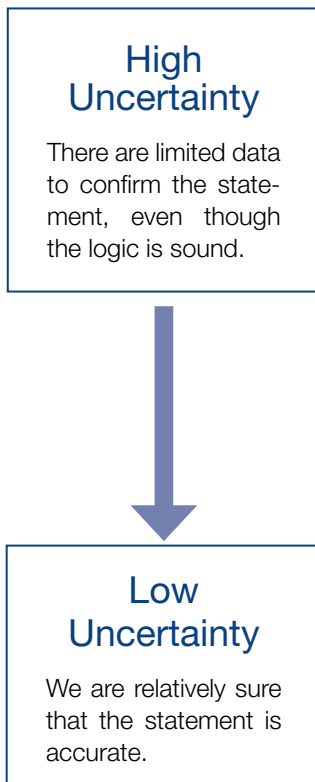 High
Uncertainty
There are limited data
to confirm the state-
ment, even though
the logic is sound.
Low
Uncertainty
We are relatively sure
that the statement is
accurate.